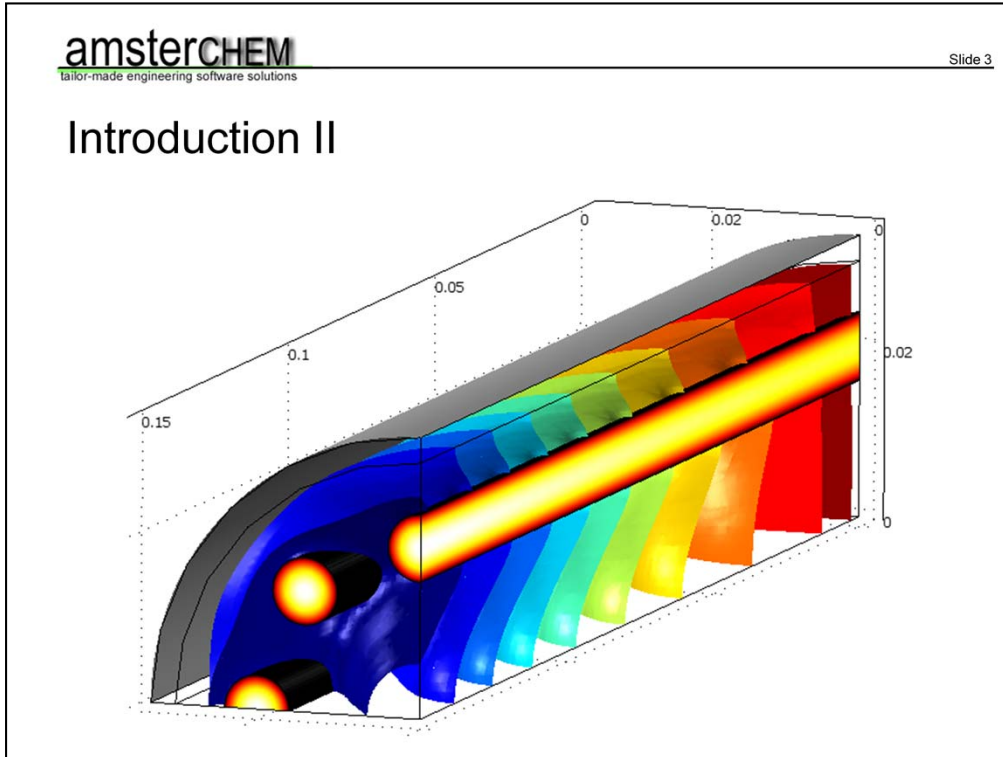 amsterCHEM
tailor-made engineering software solutions
Slide 3
Introduction II
0
0.02
0
0.05
0.1
0.02
0.15
0